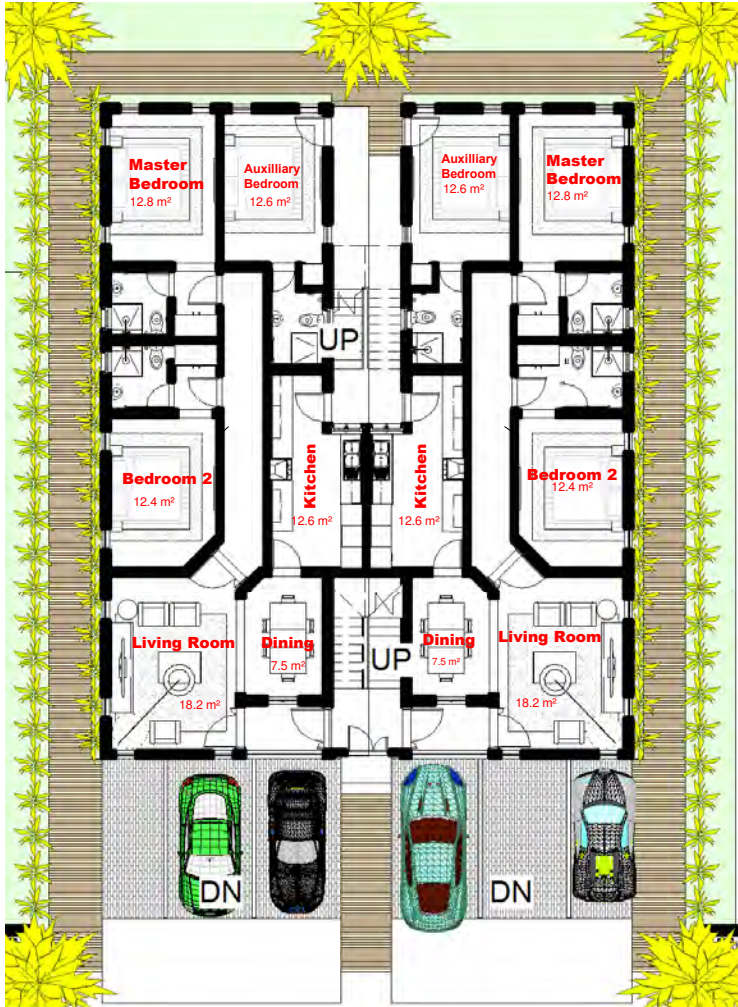 Master
Bedroom
12.8 m²
Auxilliary
Bedroom
12.6 m²
Auxilliary
Bedroom
12.6 m²
Master
Bedroom
12.8 m²
UP
Bedroom 2
12.4 m²
Kitchen
12.6 m²
Kitchen
12.6 m²
Bedroom 2
12.4 m²
Living Room
18.2 m²
Dining
7.5 m²
UP
Dining
7.5 m²
Living Room
18.2 m²
DN
DN